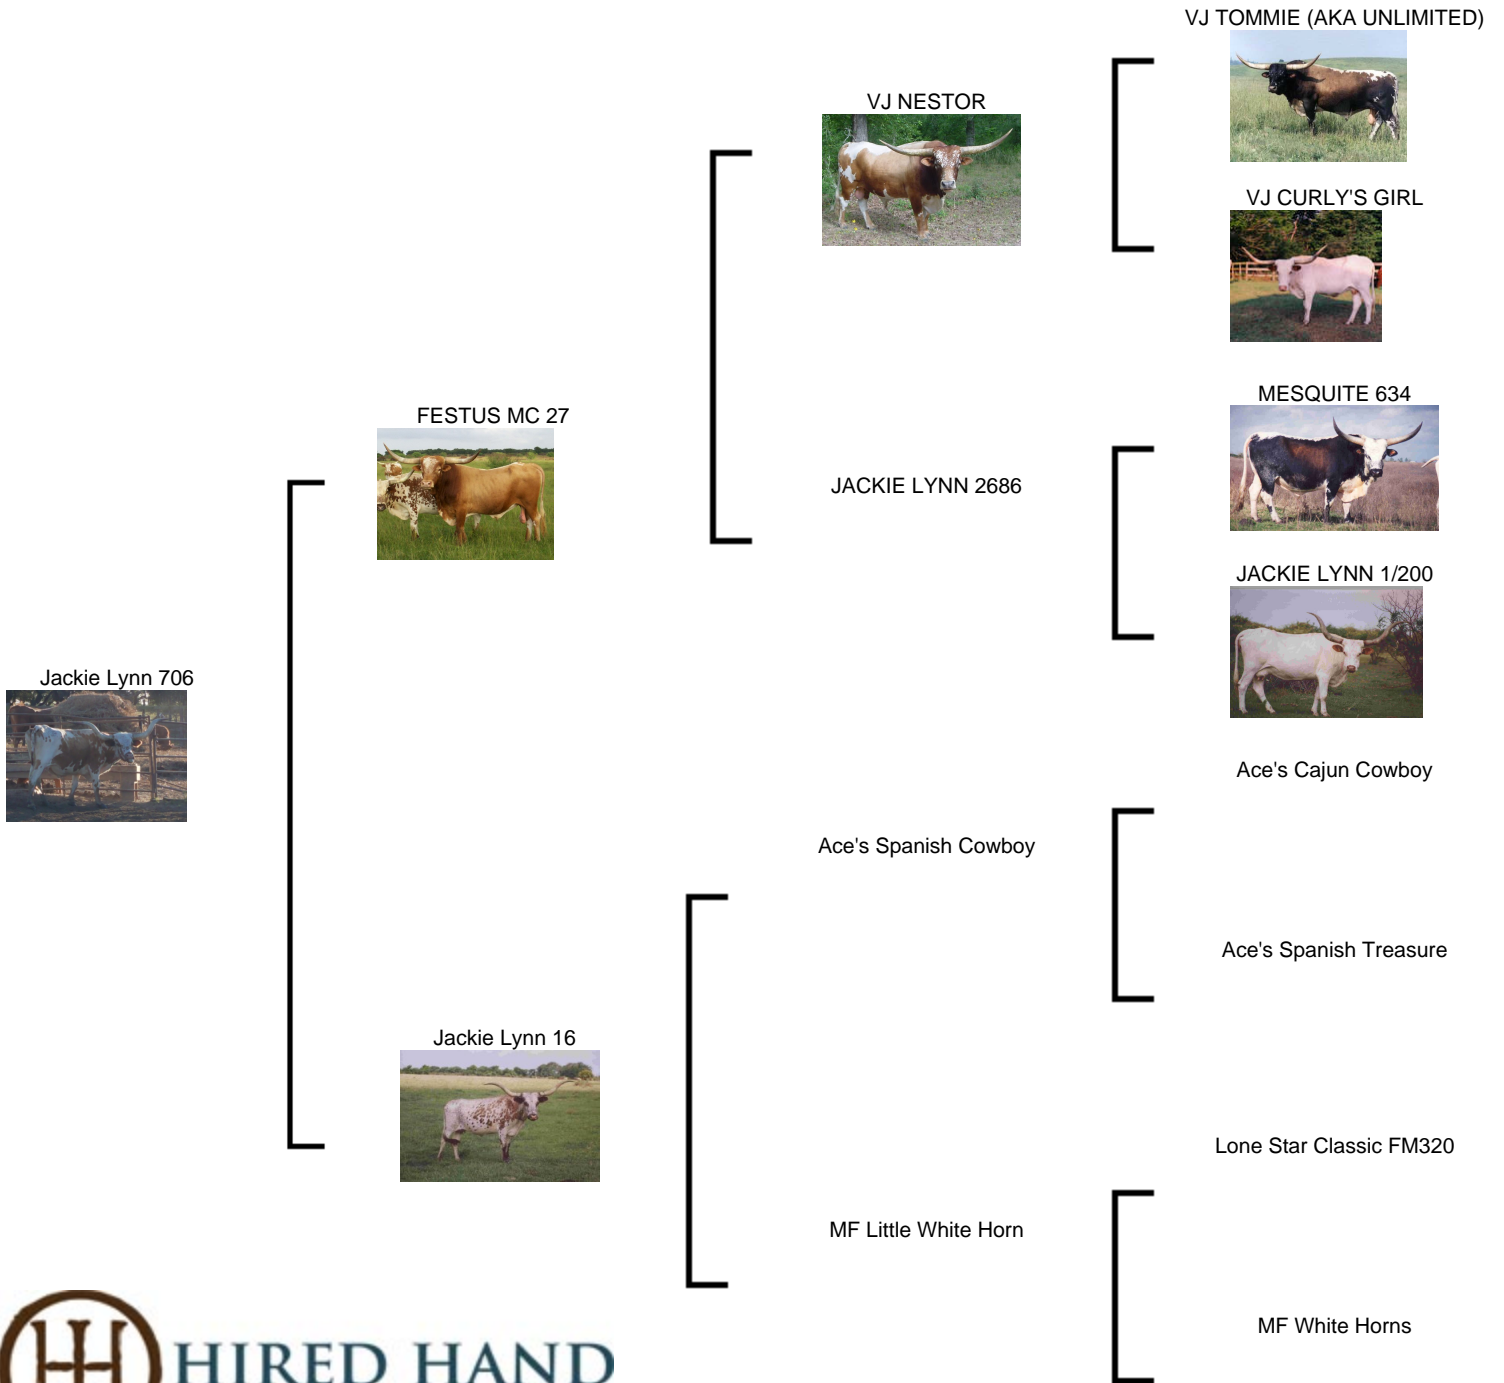 VJ TOMMIE (AKA UNLIMITED)
VJ NESTOR
VJ CURLY'S GIRL
FESTUS MC 27
MESQUITE 634
JACKIE LYNN 2686
JACKIE LYNN 1/200
Jackie Lynn 706
Ace's Cajun Cowboy
Ace's Spanish Cowboy
Ace's Spanish Treasure
Jackie Lynn 16
Lone Star Classic FM320
MF Little White Horn
MF White Horns
HIRED HAND